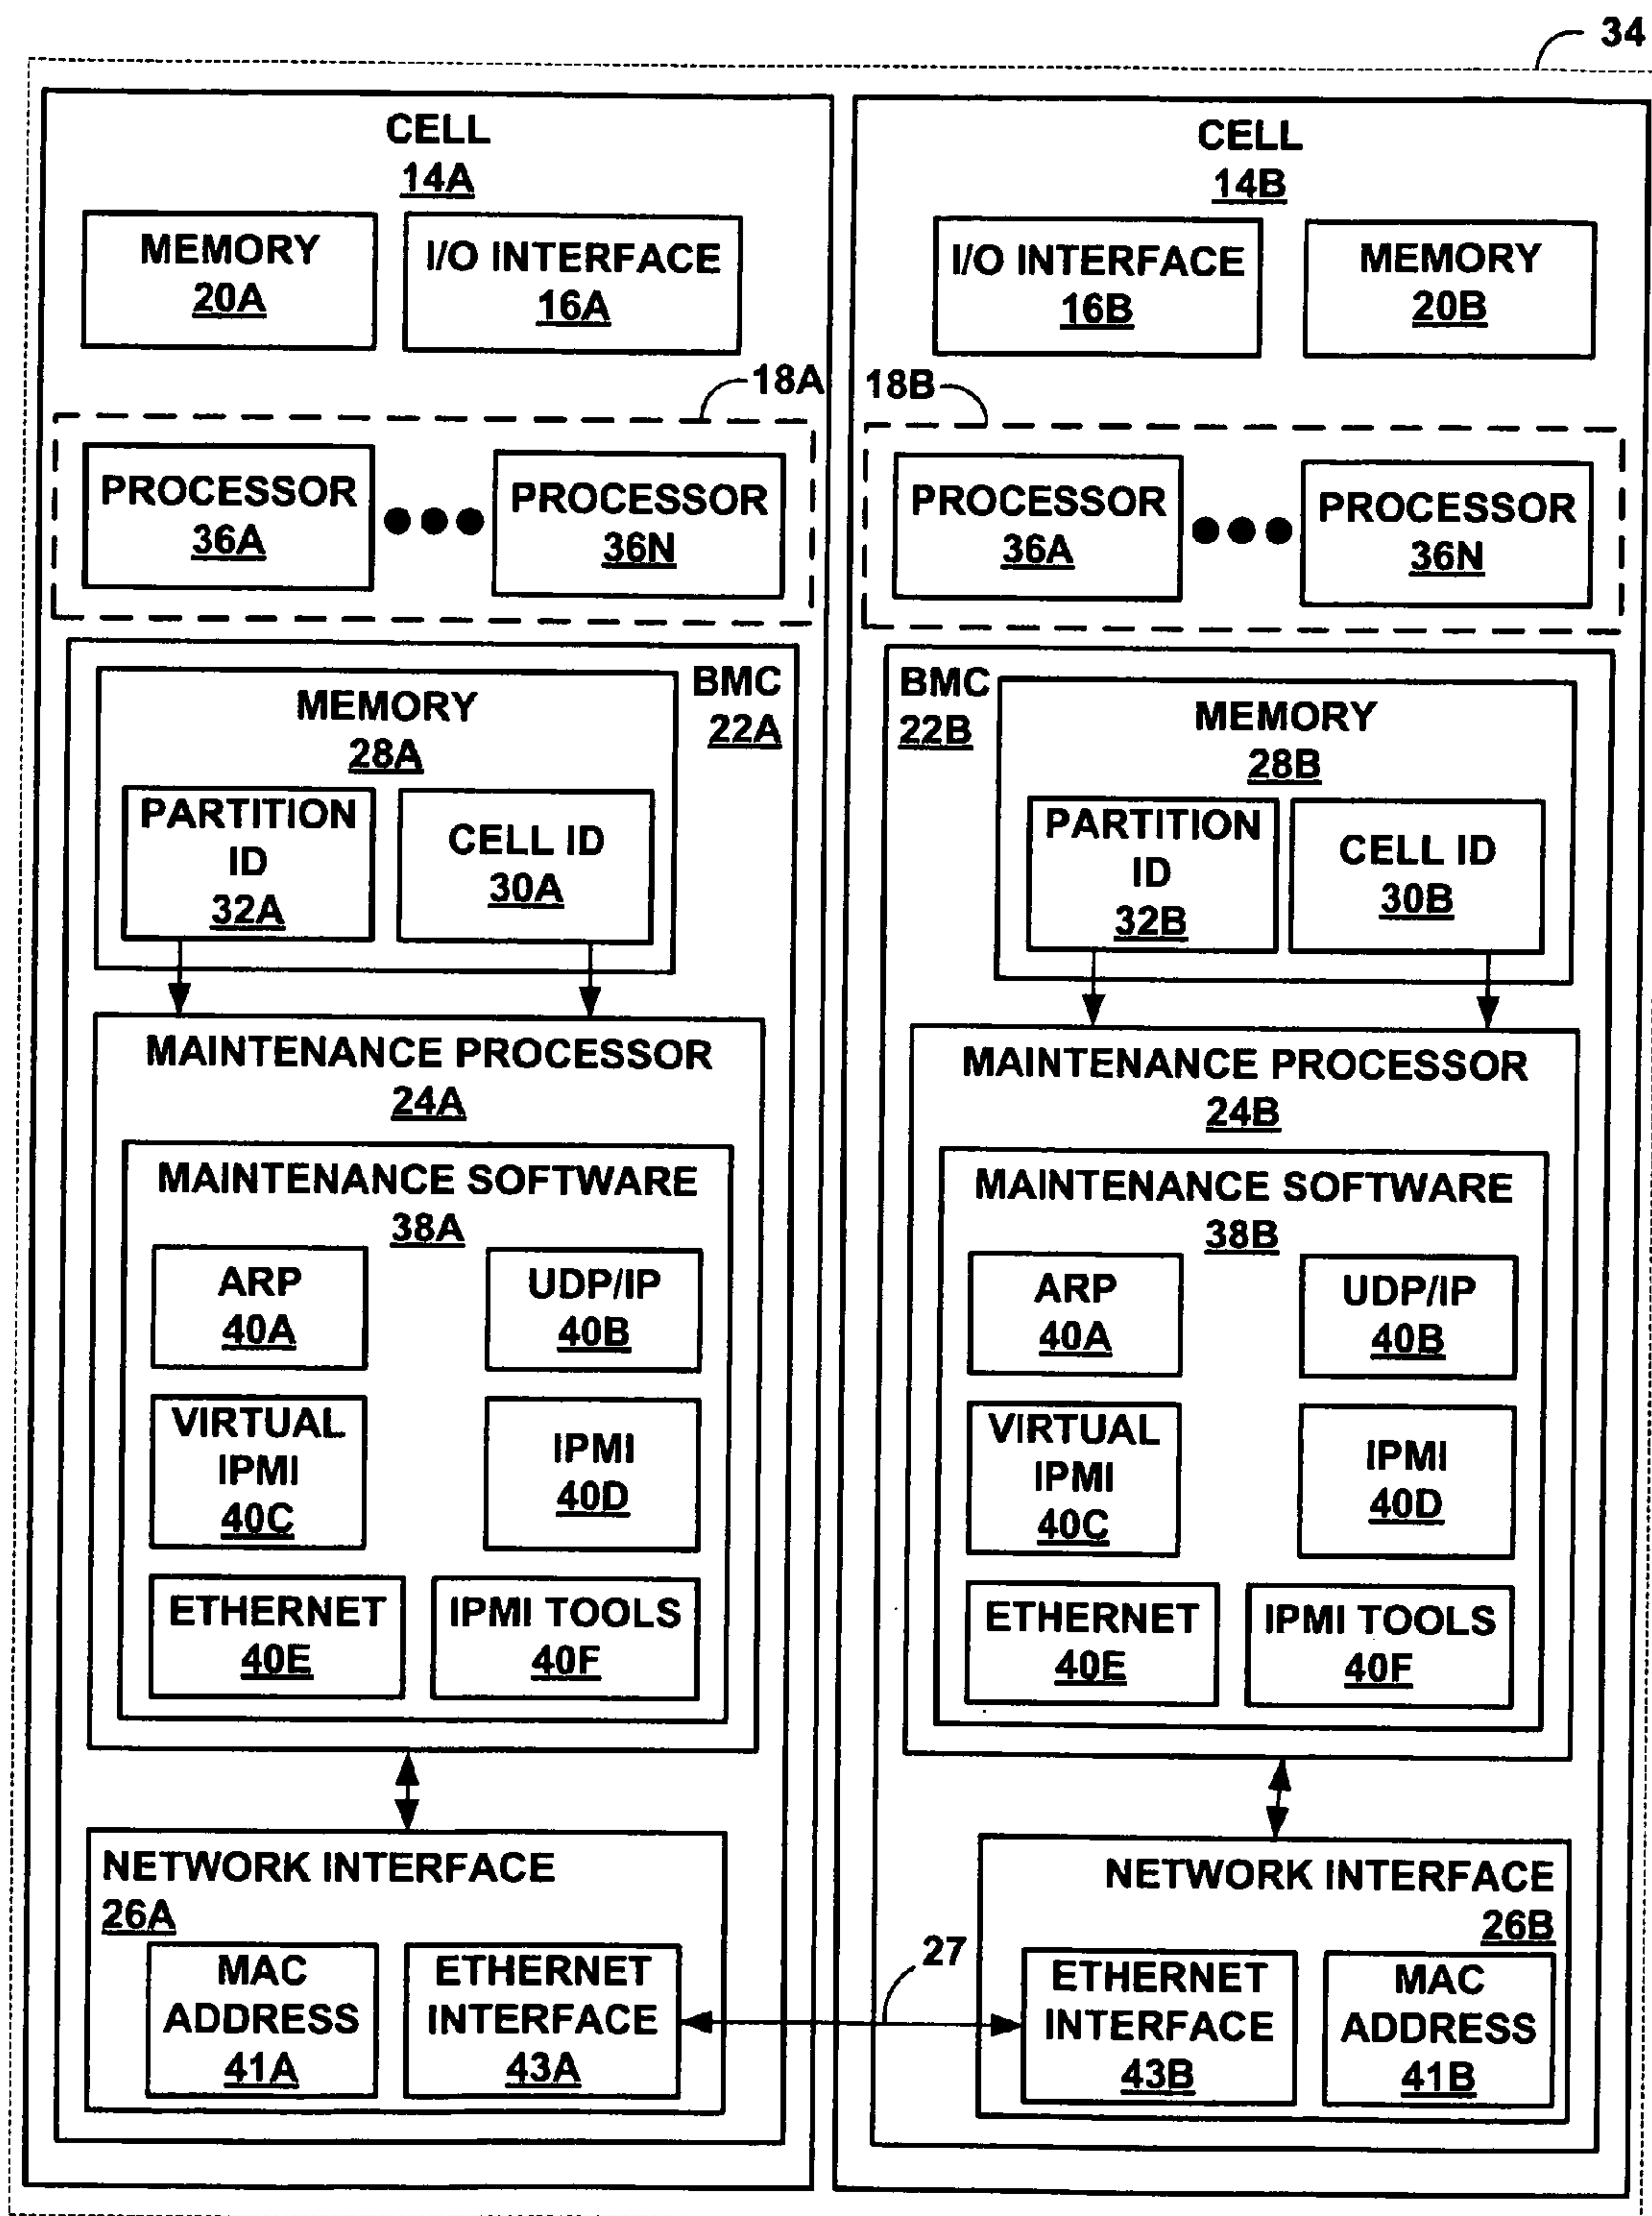 34
CELL
14A
MEMORY
20A
I/O INTERFACE
16A
18A
PROCESSOR
36A
PROCESSOR
36N
BMC
22A
MEMORY
28A
PARTITION
ID
32A
CELL ID
30A
MAINTENANCE PROCESSOR
24A
MAINTENANCE SOFTWARE
38A
ARP
40A
UDP/IP
40B
VIRTUAL
IPMI
40C
IPMI
40D
ETHERNET
40E
IPMI TOOLS
40F
NETWORK INTERFACE
26A
MAC
ADDRESS
41A
ETHERNET
INTERFACE
43A
27
CELL
14B
I/O INTERFACE
16B
MEMORY
20B
18B
PROCESSOR
36A
PROCESSOR
36N
BMC
22B
MEMORY
28B
PARTITION
ID
32B
CELL ID
30B
MAINTENANCE PROCESSOR
24B
MAINTENANCE SOFTWARE
38B
ARP
40A
UDP/IP
40B
VIRTUAL
IPMI
40C
IPMI
40D
ETHERNET
40E
IPMI TOOLS
40F
NETWORK INTERFACE
26B
ETHERNET
INTERFACE
43B
MAC
ADDRESS
41B